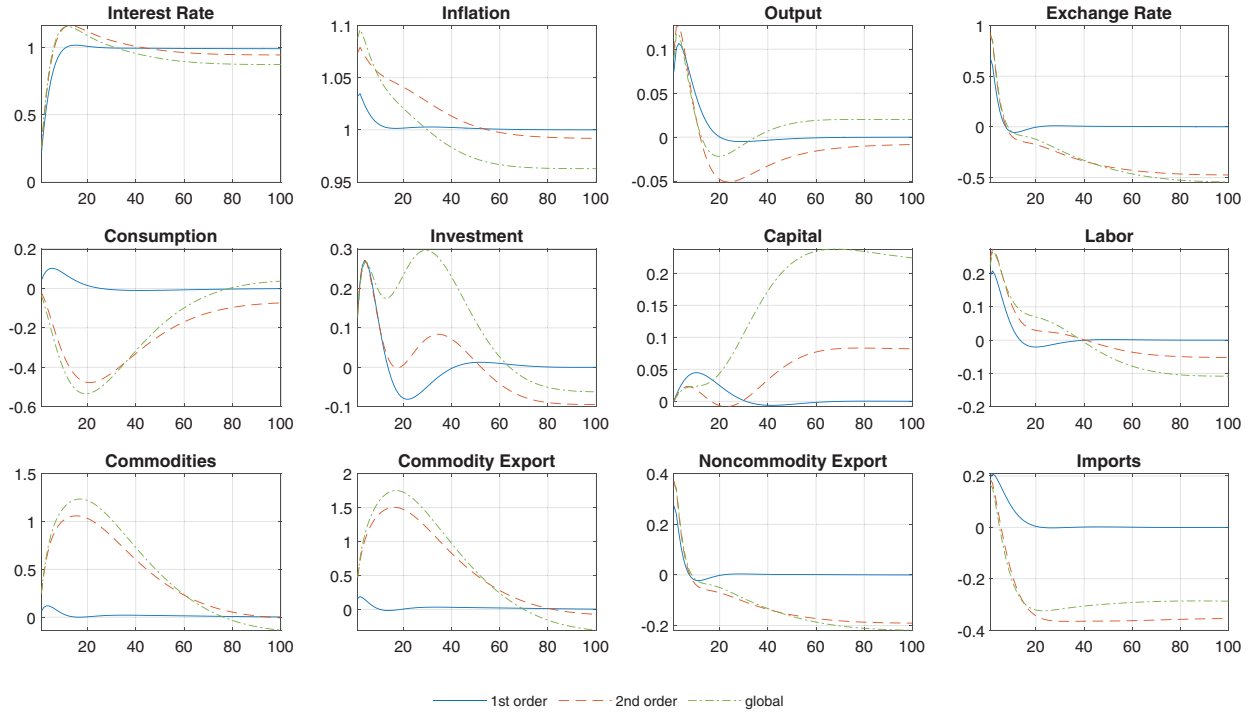 Interest Rate
1
0.5
0
20 40 60 80 100
Inflation
1.1
1.05
1
0.95
20 40 60 80 100
Output
0.1
0.05
0
-0.05
20 40 60 80 100
Exchange Rate
1
0.5
0
-0.5
20 40 60 80 100
Consumption
0.2
0
-0.2
-0.4
-0.6
20 40 60 80 100
Investment
0.3
0.2
0.1
0
-0.1
20 40 60 80 100
Capital
0.2
0.15
0.1
0.05
0
20 40 60 80 100
Labor
0.2
0.1
0
-0.1
-0.2
20 40 60 80 100
Commodities
1.5
1
0.5
0
20 40 60 80 100
Commodity Export
2
1.5
1
0.5
0
20 40 60 80 100
Noncommodity Export
0.4
0.2
0
-0.2
20 40 60 80 100
Imports
0.2
0
-0.2
-0.4
20 40 60 80 100
1st order 2nd order global